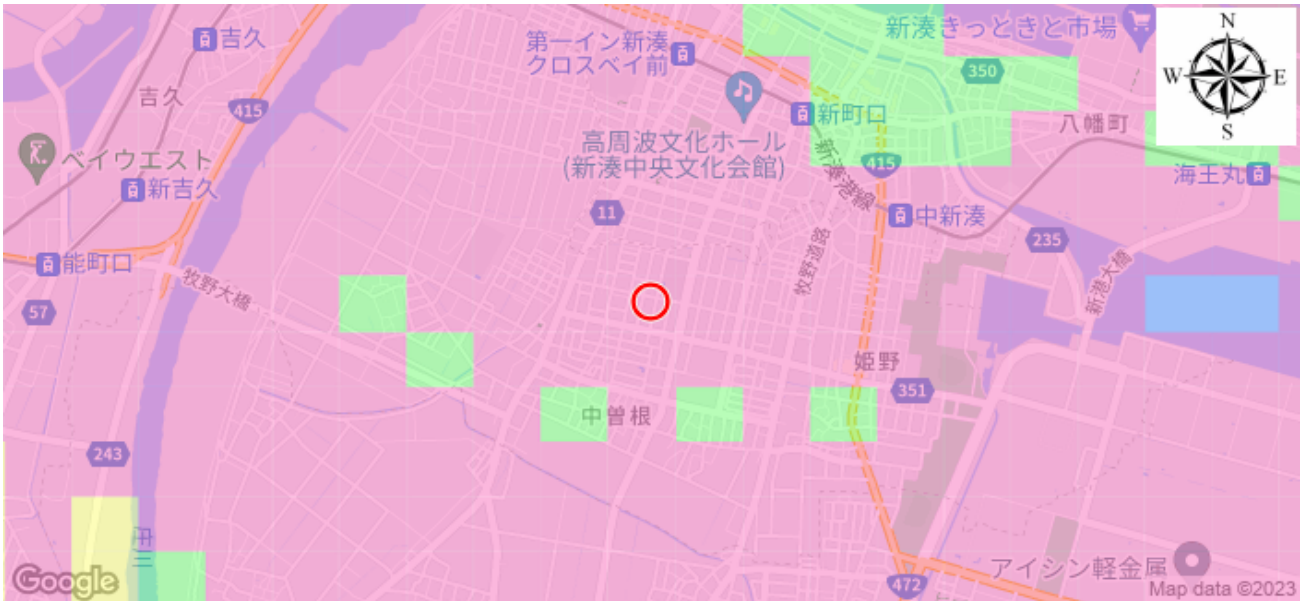 吉久
第一イン新湊
クロスベイ前
新湊きっときと市場
N
W
E
S
350
吉久
415
新町口
八幡町
高周波文化ホール
(新湊中央文化会館)
415
新湊港線
ベイウエスト
新吉久
海王丸
11
中新湊
235
牧野道路
能町口
牧野大橋
新港大橋
57
姫野
351
中曽根
243
472
アイシン軽金属
Google
Map data ©2023